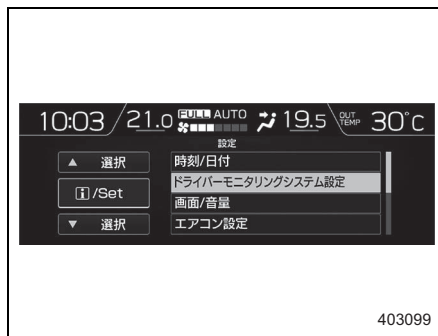 10:03 21.0 FULL AUTO 19.5 OUT TEMP 30°C
設定
▲ 選択
時刻/日付
ドライバーモニタリングシステム設定
i/Set
画面/音量
▼ 選択
エアコン設定
403099